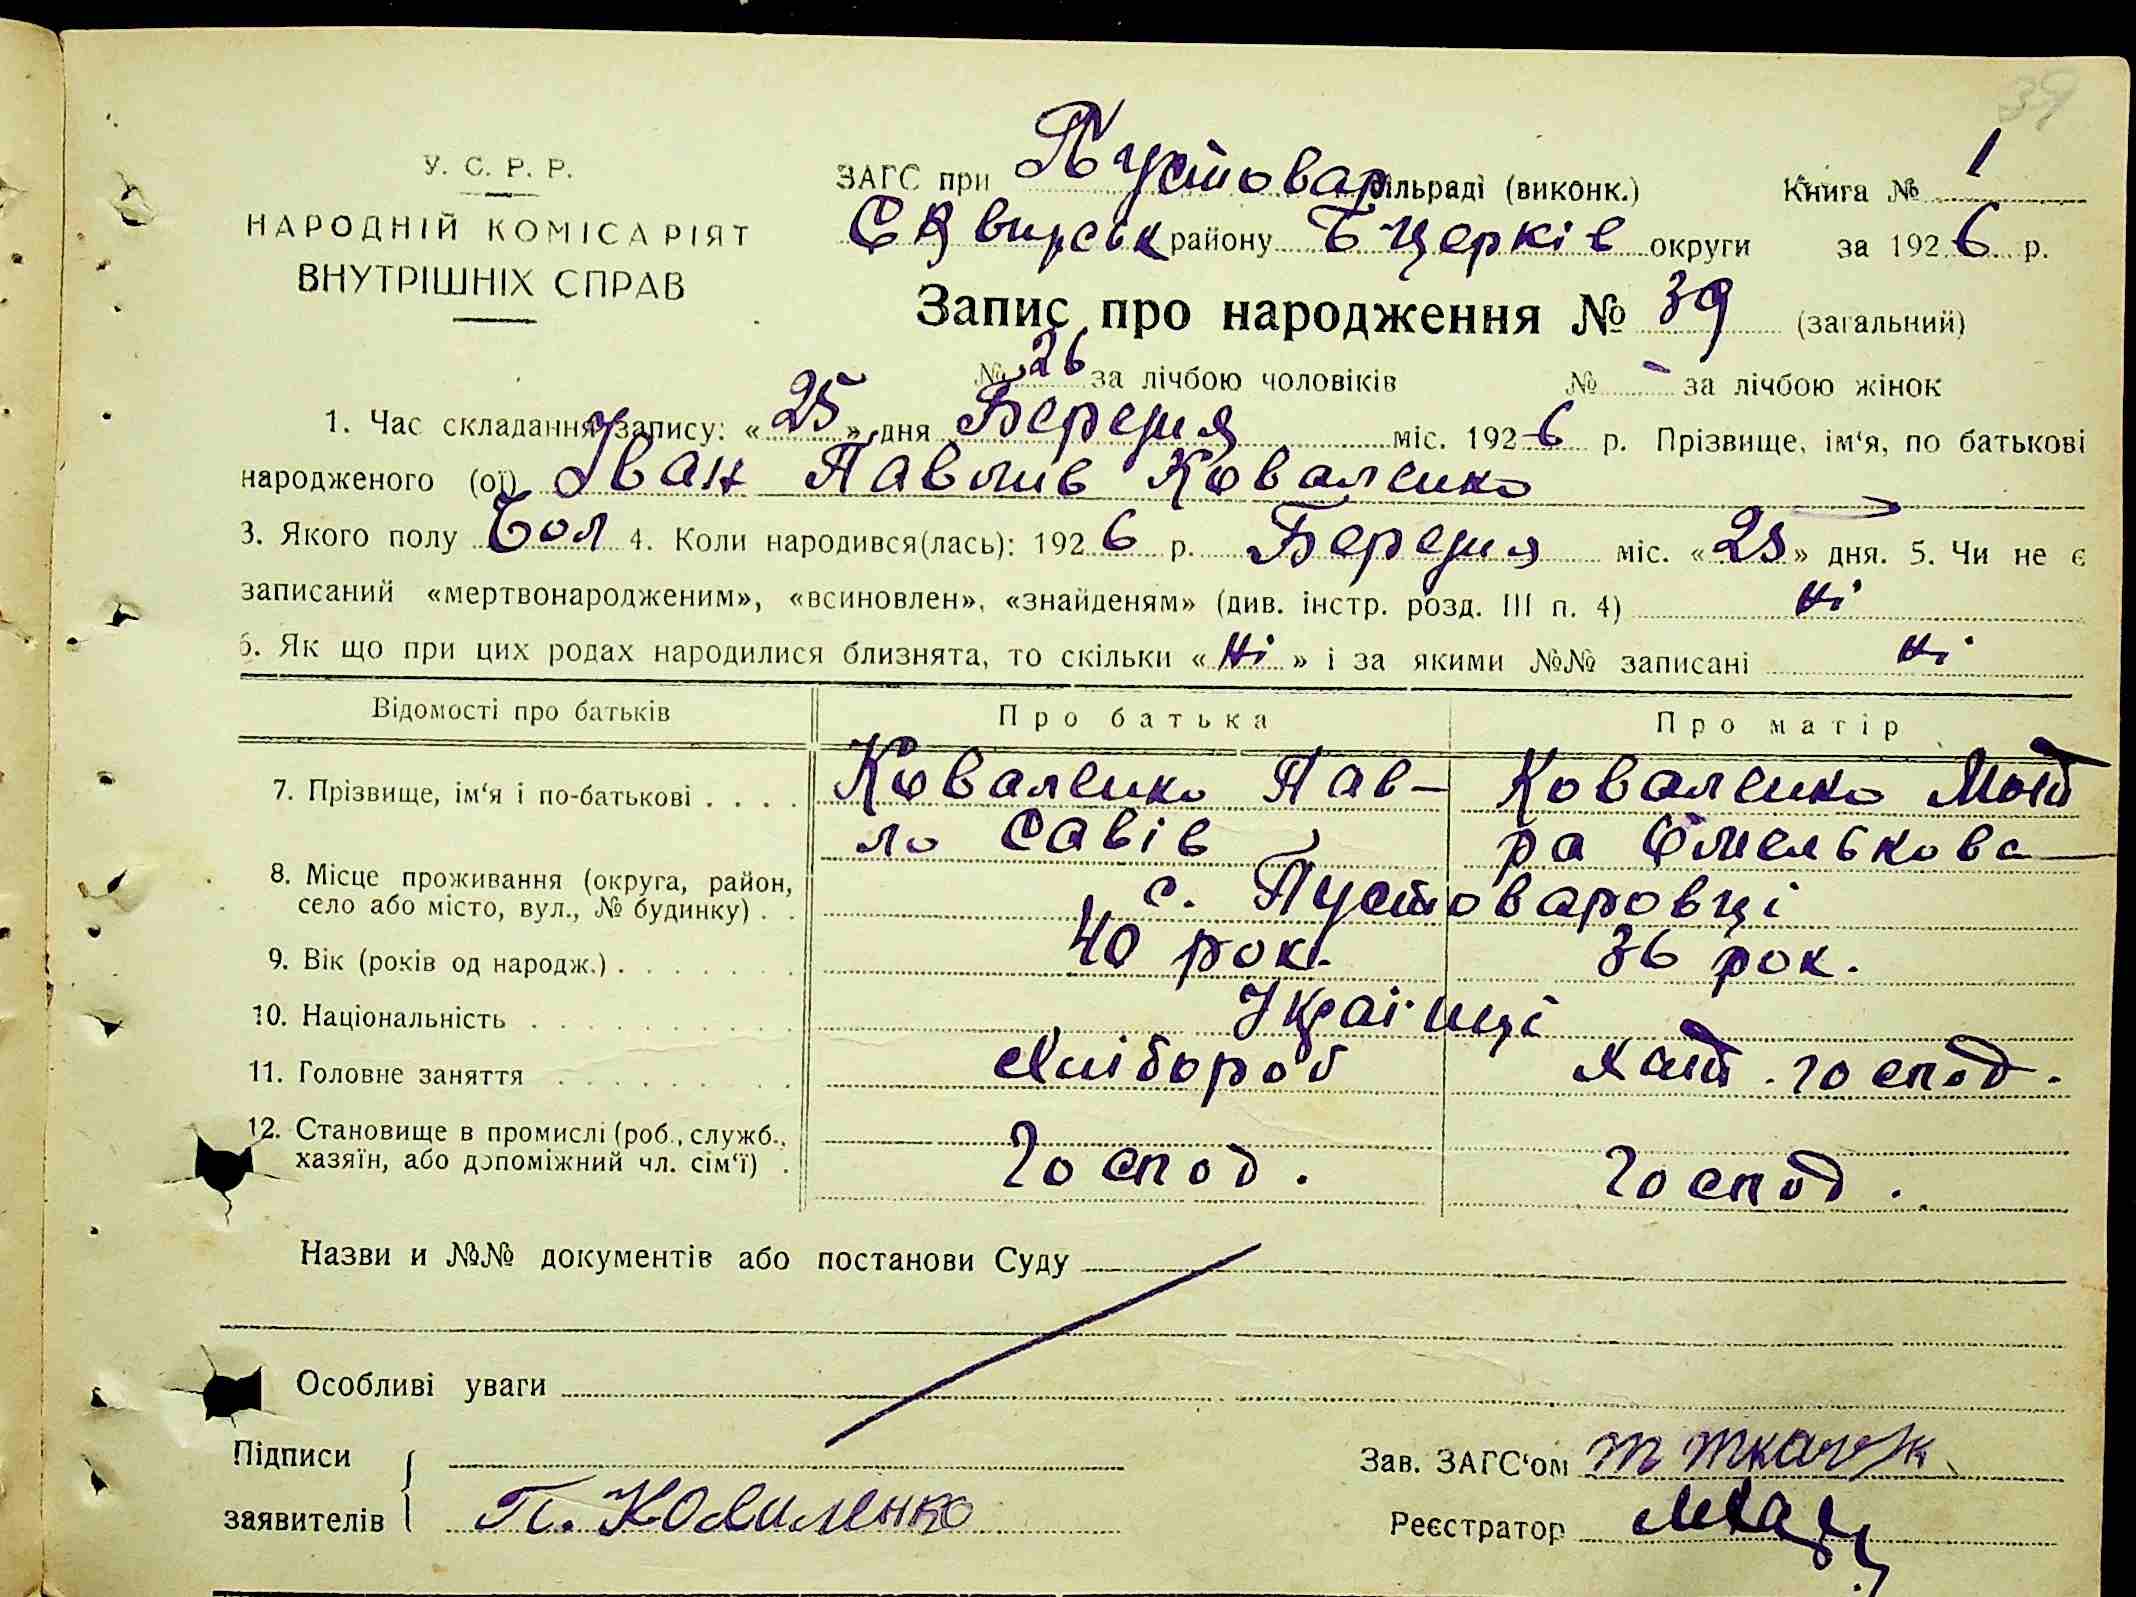 39
У. С. Р. Р.
НАРОДНІЙ КОМІСАРІЯТ
ВНУТРІШНІХ СПРАВ
ЗАГС при Пустовар сільраді (виконк.) Книга № 1
Сквирськ району Б Церків округи за 1926 р.
Запис про народження № 39 (загальний)
№ 26 за лічбою чоловіків № - за лічбою жінок
1. Час складання запису: « 25 » дня Березня міс. 1926 р. Прізвище, ім‘я, по батькові
народженого (ої) Іван Павлив Коваленко
3. Якого полу Чол 4. Коли народився(лась): 1926 р. Березня міс. « 25 » дня. 5. Чи не є
записаний «мертвонародженим», «всиновлен», «знайденям» (див. інстр. розд. III п. 4) ні
6. Як що при цих родах народилися близнята, то скільки « ні » і за якими №№ записані ні
Відомості про батьків Про батька Про матір
7. Прізвище, ім‘я і по-батькові . . . . Коваленко Пав- Коваленко
ло Савів ра Омелькова
8. Місце проживання (округа, район,
село або місто, вул., № будинку) . . с. Пустоваровці
9. Вік (років од народж.) . . . . . . . 40 рок. 36 рок.
10. Національність . . . . . . . . . . Українці
11. Головне заняття . . . . . . . . . Хлібороб хатн. господ.
12. Становище в промислі (роб., служб.,
хазяїн, або допоміжний чл. сім‘ї) . Господ. Господ.
Назви и №№ документів або постанови Суду
Особливі уваги
Підписи Зав. ЗАГС‘ом
заявителів П. Коваленко Реєстратор